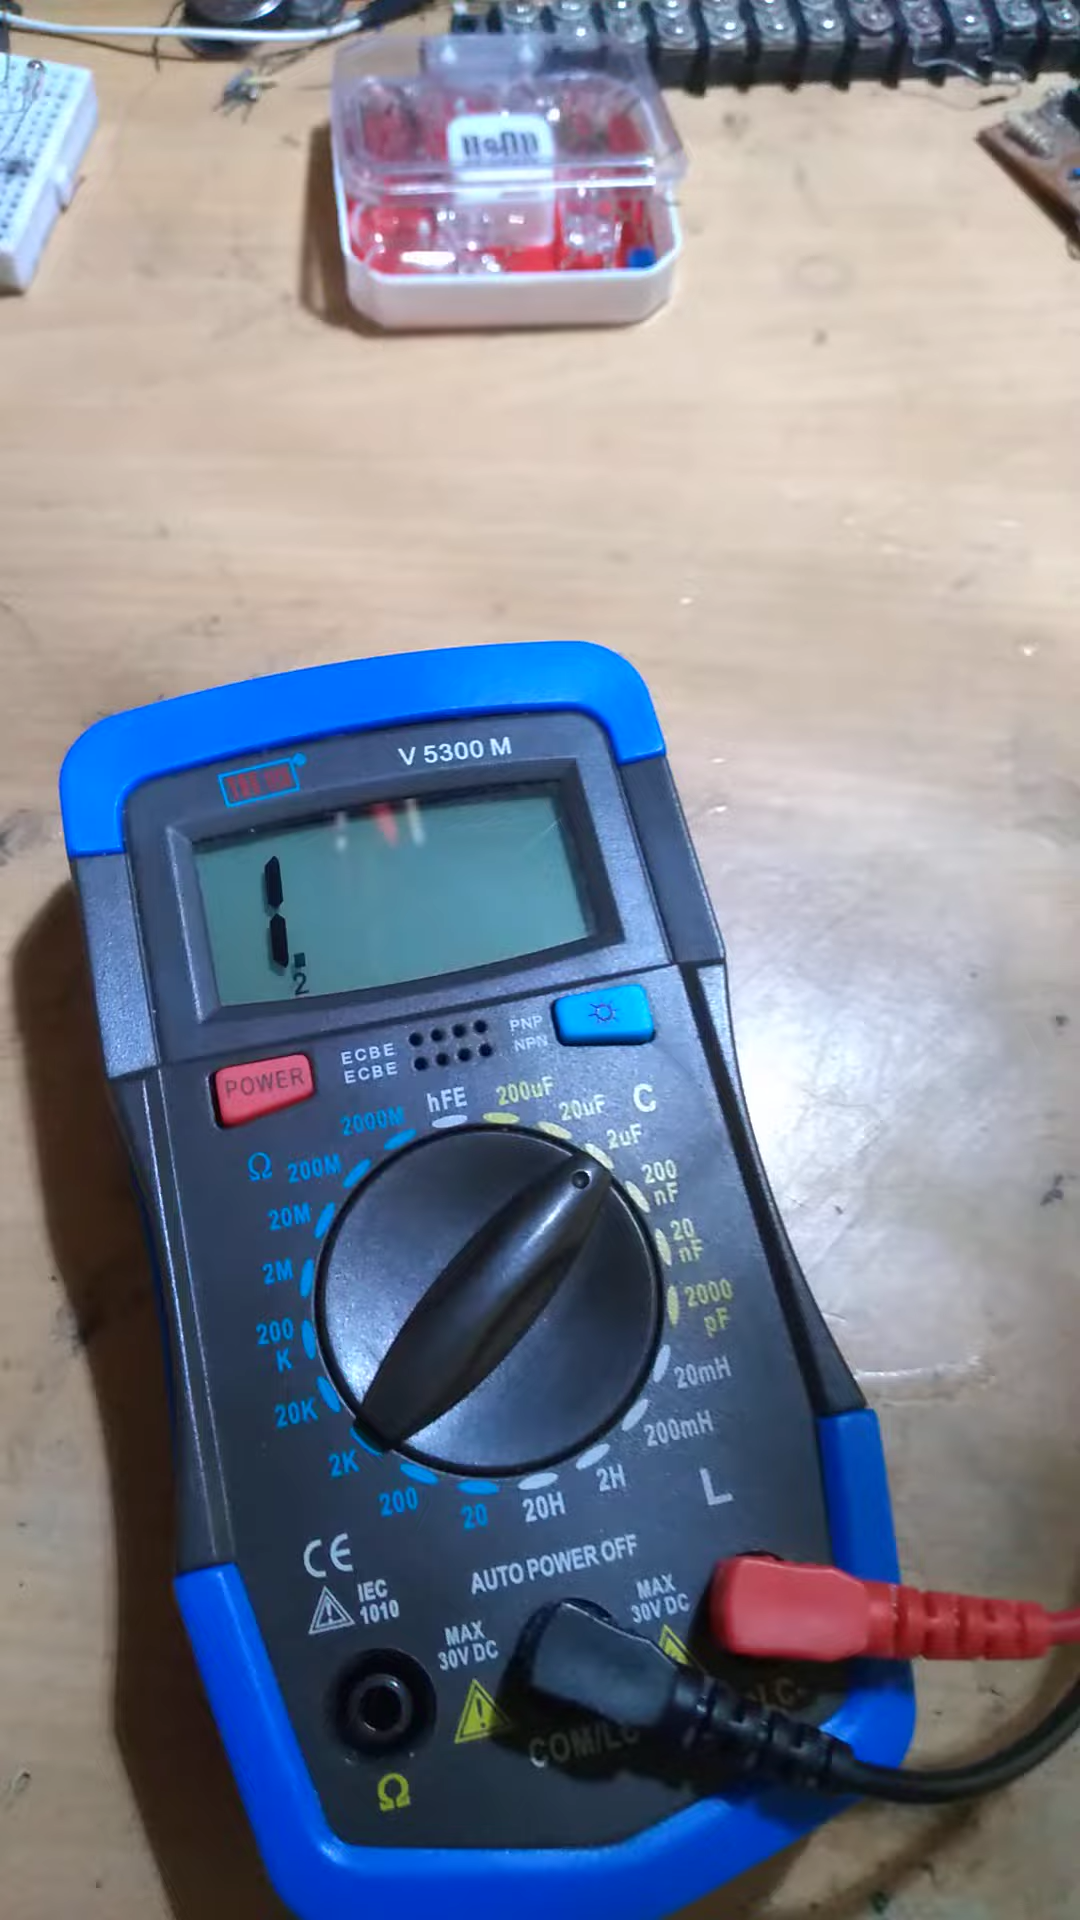 V 5300 M
1.
2
POWER
ECBE
ECBE
PNP
NPN
hFE
200uF
20uF
C
2uF
200
nF
20
nF
2000
pF
20mH
200mH
2H
L
20H
20
200
2K
20K
200
K
2M
20M
Ω 200M
2000M
AUTO POWER OFF
CE
IEC
1010
MAX
30V DC
MAX
30V DC
COM/LC
LC-
Ω